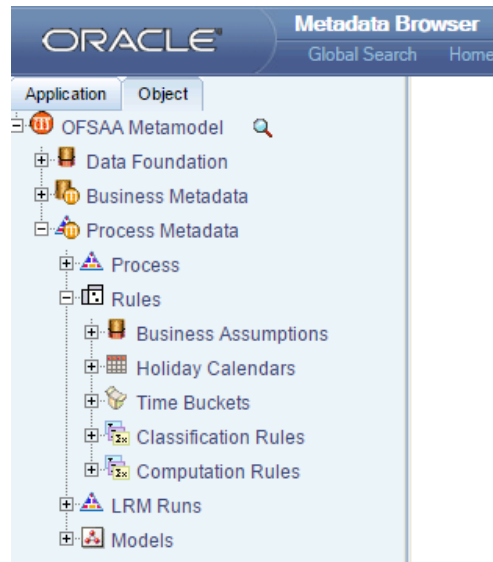 ORACLE
Metadata Browser
Global Search Home
Application Object
OFSAA Metamodel
Data Foundation
Business Metadata
Process Metadata
Process
Rules
Business Assumptions
Holiday Calendars
Time Buckets
Classification Rules
Computation Rules
LRM Runs
Models